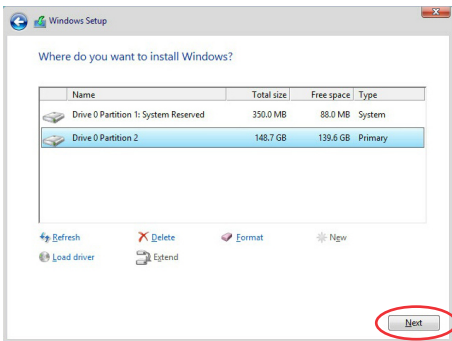 Windows Setup
Where do you want to install Windows?
Name Total size Free space Type
Drive 0 Partition 1: System Reserved 350.0 MB 88.0 MB System
Drive 0 Partition 2 148.7 GB 139.6 GB Primary
Refresh Delete Format New
Load driver Extend
Next